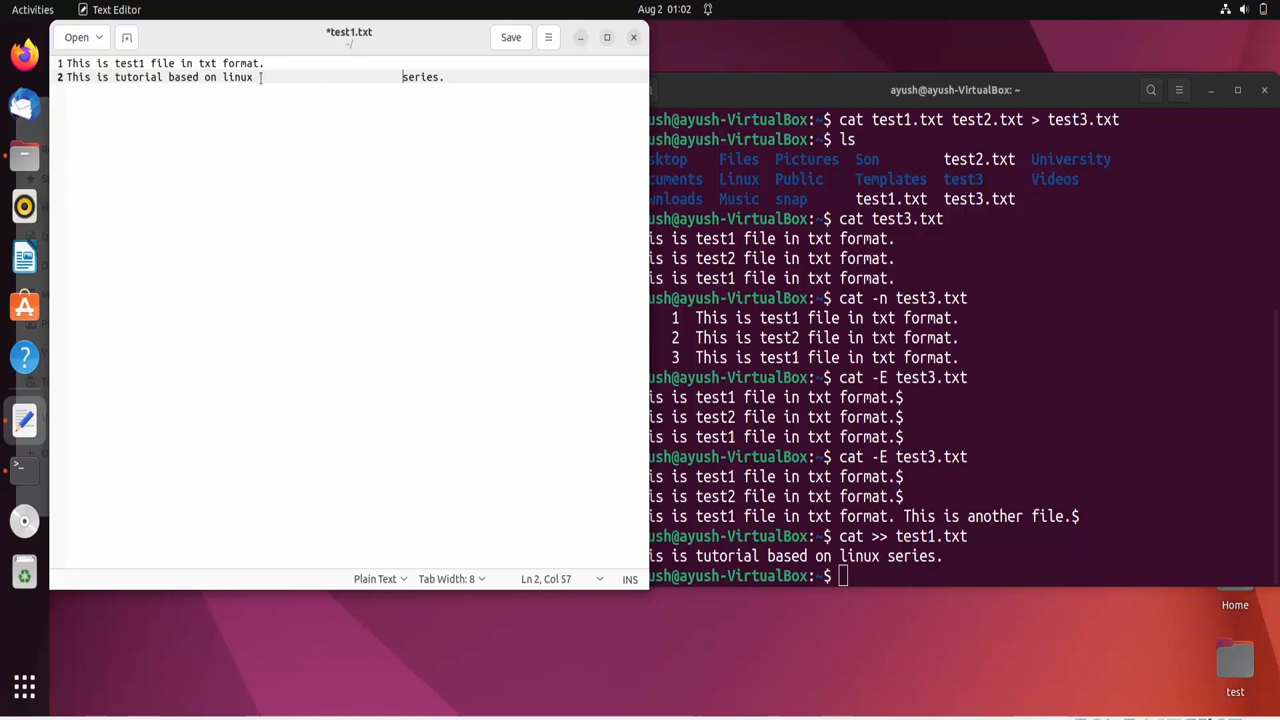 Activities Text Editor Aug 2 01:02
Open *test1.txt Save
~/
1 This is test1 file in txt format.
2 This is tutorial based on linux series.
Plain Text Tab Width: 8 Ln 2, Col 57 INS
ayush@ayush-VirtualBox: ~
ush@ayush-VirtualBox:~$ cat test1.txt test2.txt > test3.txt
ush@ayush-VirtualBox:~$ ls
sktop Files Pictures Son test2.txt University
cuments Linux Public Templates test3 Videos
wnloads Music snap test1.txt test3.txt
ush@ayush-VirtualBox:~$ cat test3.txt
is is test1 file in txt format.
is is test2 file in txt format.
is is test1 file in txt format.
ush@ayush-VirtualBox:~$ cat -n test3.txt
1 This is test1 file in txt format.
2 This is test2 file in txt format.
3 This is test1 file in txt format.
ush@ayush-VirtualBox:~$ cat -E test3.txt
is is test1 file in txt format.$
is is test2 file in txt format.$
is is test1 file in txt format.$
ush@ayush-VirtualBox:~$ cat -E test3.txt
is is test1 file in txt format.$
is is test2 file in txt format.$
is is test1 file in txt format. This is another file.$
ush@ayush-VirtualBox:~$ cat >> test1.txt
is is tutorial based on linux series.
ush@ayush-VirtualBox:~$
Home
test